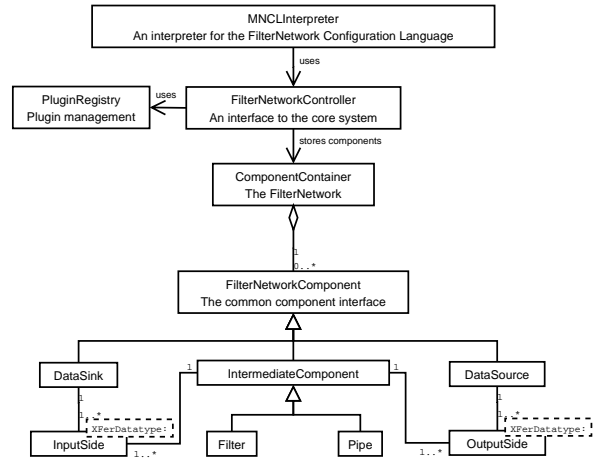 MNCLInterpreter
An interpreter for the FilterNetwork Configuration Language
uses
PluginRegistry
Plugin management
uses
FilterNetworkController
An interface to the core system
stores components
ComponentContainer
The FilterNetwork
1
0..*
FilterNetworkComponent
The common component interface
DataSink
1
IntermediateComponent
1
DataSource
1
1..*
XFerDatatype:
InputSide
1..*
Filter
Pipe
1
1..*
XFerDatatype:
OutputSide
1..*